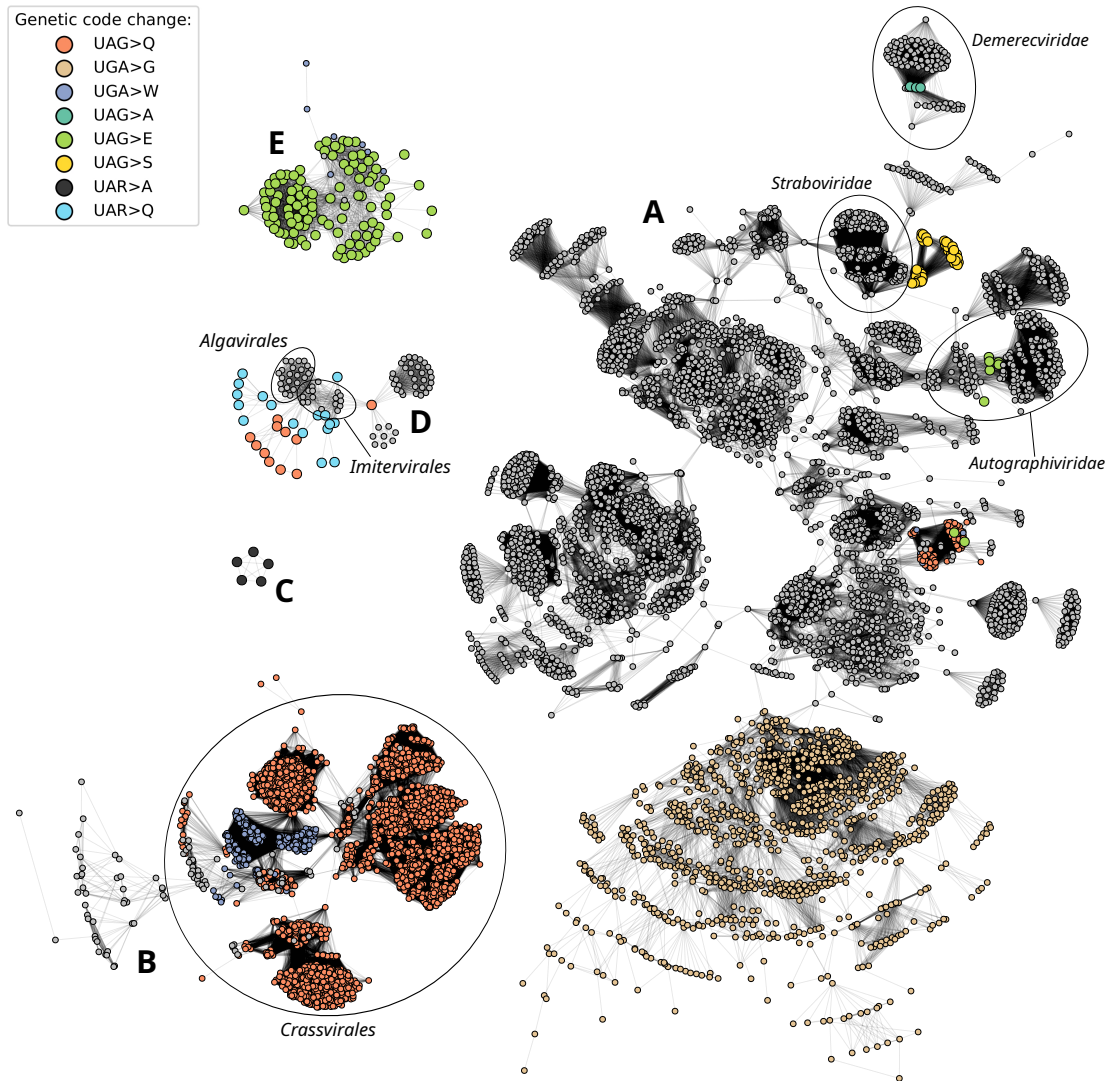 Genetic code change:
UAG>Q
UGA>G
UGA>W
UAG>A
UAG>E
UAG>S
UAR>A
UAR>Q
Demerecviridae
E
Straboviridae
A
Algavirales
D
Imitervirales
Autographiviridae
C
B
Crassvirales